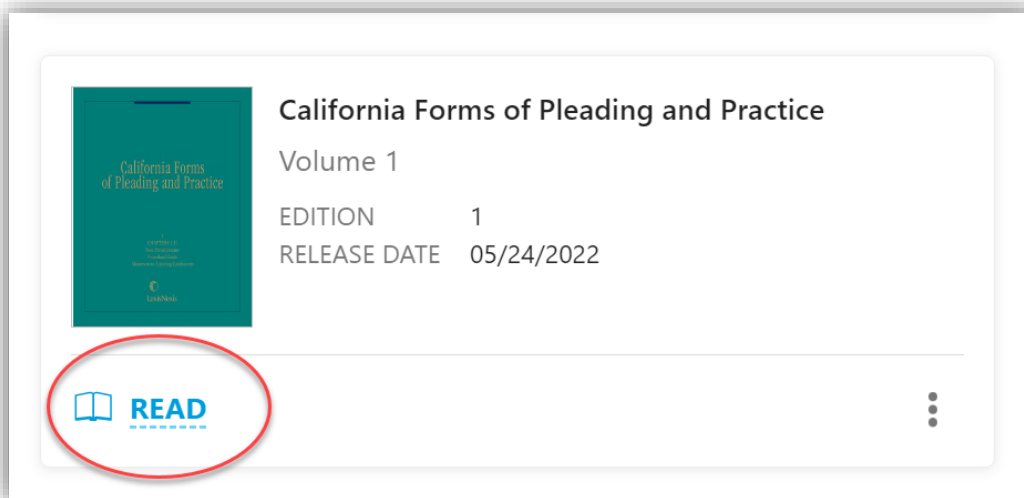 California Forms of Pleading and Practice
Volume 1
EDITION 1
RELEASE DATE 05/24/2022
California Forms
of Pleading and Practice
LexisNexis
READ